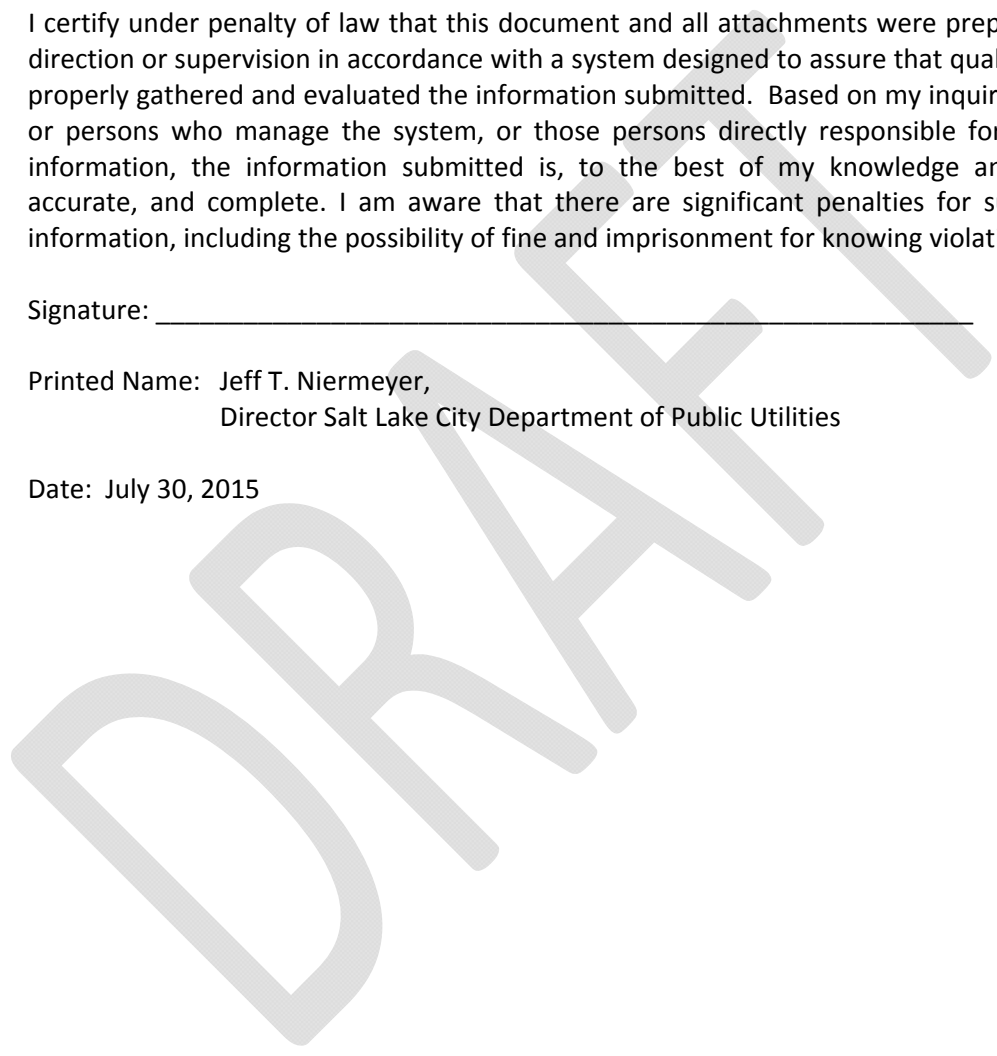 I certify under penalty of law that this document and all attachments were prep
direction or supervision in accordance with a system designed to assure that qual
properly gathered and evaluated the information submitted.  Based on my inquir
or persons who manage the system, or those persons directly responsible for
information, the information submitted is, to the best of my knowledge an
accurate, and complete. I am aware that there are significant penalties for s
information, including the possibility of fine and imprisonment for knowing violat
Signature: ________________________________________________________
Printed Name:  Jeff T. Niermeyer,
Director Salt Lake City Department of Public Utilities
Date:  July 30, 2015
DRAFT